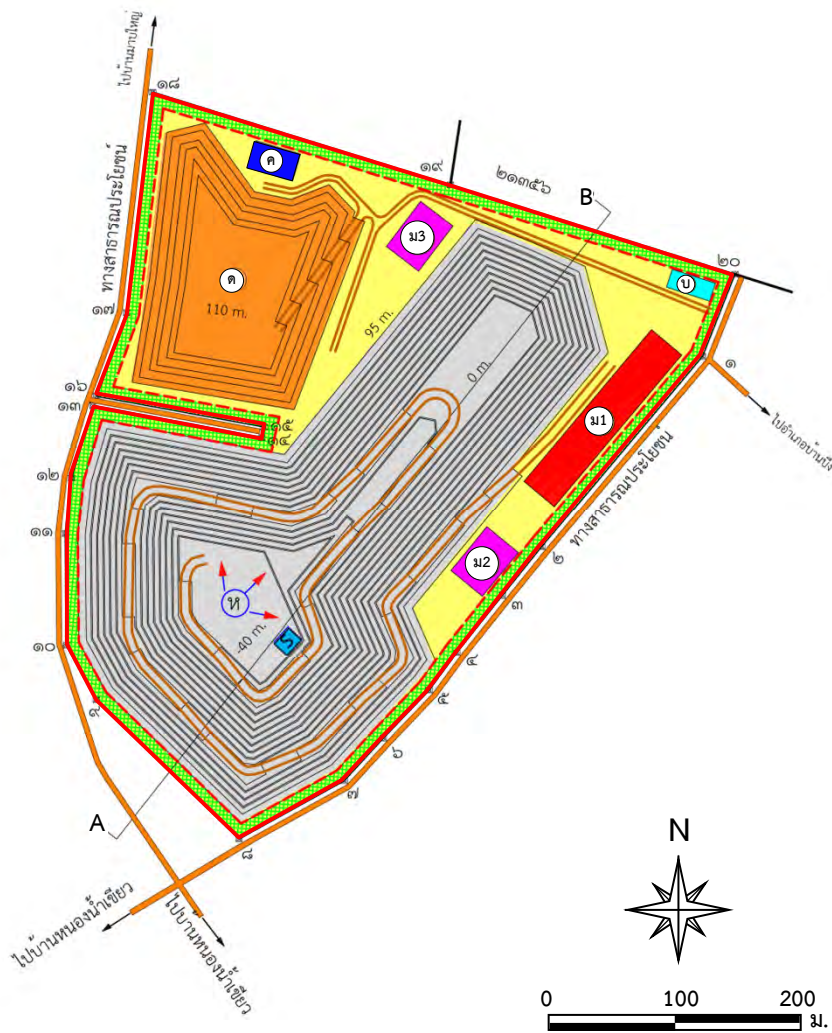 ไปบ้านมาบใหญ่
๑๘
ทางสาธารณประโยชน์
ค
๑๙
๒๑๓๕๖
B
๒๐
ม3
ด
110 m.
บ
๑๗
95 m.
0 m.
๑
ไปอำเภอบ้านบึง
๑๖
๑๓
๑๕
๑๔
ม1
ทางสาธารณประโยชน์
๑๒
๑๑
๒
ม2
ห
๓
-40 m.
S
๑๐
๔
๕
๙
๖
๗
A
๘
ไปบ้านหนองน้ำเขียว
ไปบ้านหนองน้ำเขียว
N
0 100 200
ม.